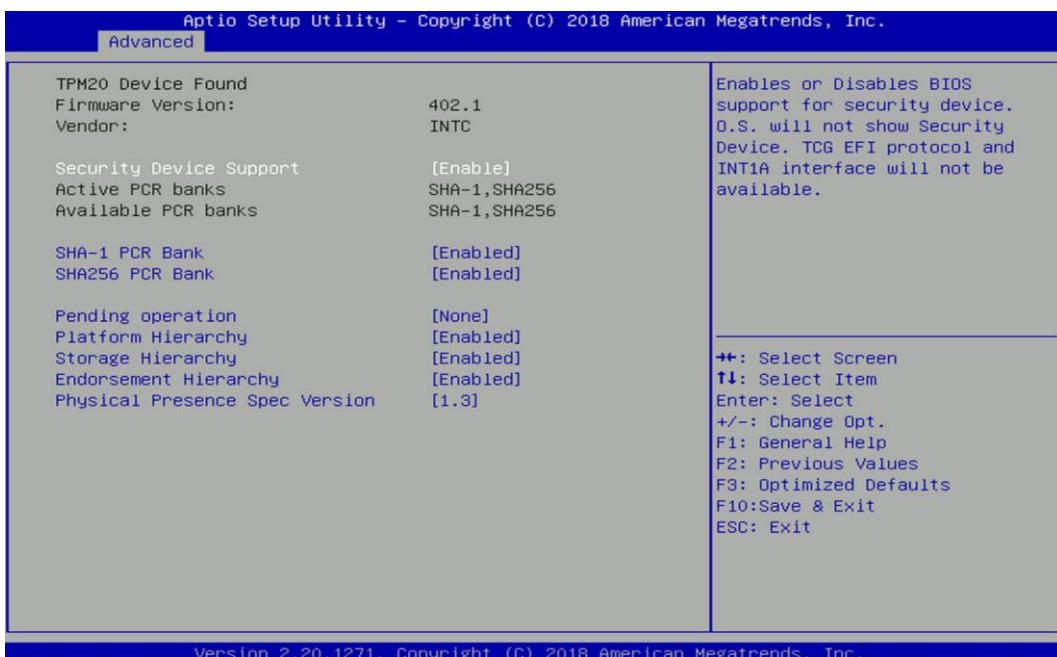 Aptio Setup Utility – Copyright (C) 2018 American Megatrends, Inc.
Advanced
TPM20 Device Found
Firmware Version: 402.1
Vendor: INTC
Security Device Support [Enable]
Active PCR banks SHA-1,SHA256
Available PCR banks SHA-1,SHA256
SHA-1 PCR Bank [Enabled]
SHA256 PCR Bank [Enabled]
Pending operation [None]
Platform Hierarchy [Enabled]
Storage Hierarchy [Enabled]
Endorsement Hierarchy [Enabled]
Physical Presence Spec Version [1.3]
Enables or Disables BIOS
support for security device.
O.S. will not show Security
Device. TCG EFI protocol and
INT1A interface will not be
available.
→←: Select Screen
↑↓: Select Item
Enter: Select
+/-: Change Opt.
F1: General Help
F2: Previous Values
F3: Optimized Defaults
F10:Save & Exit
ESC: Exit
Version 2.20.1271. Copyright (C) 2018 American Megatrends, Inc.